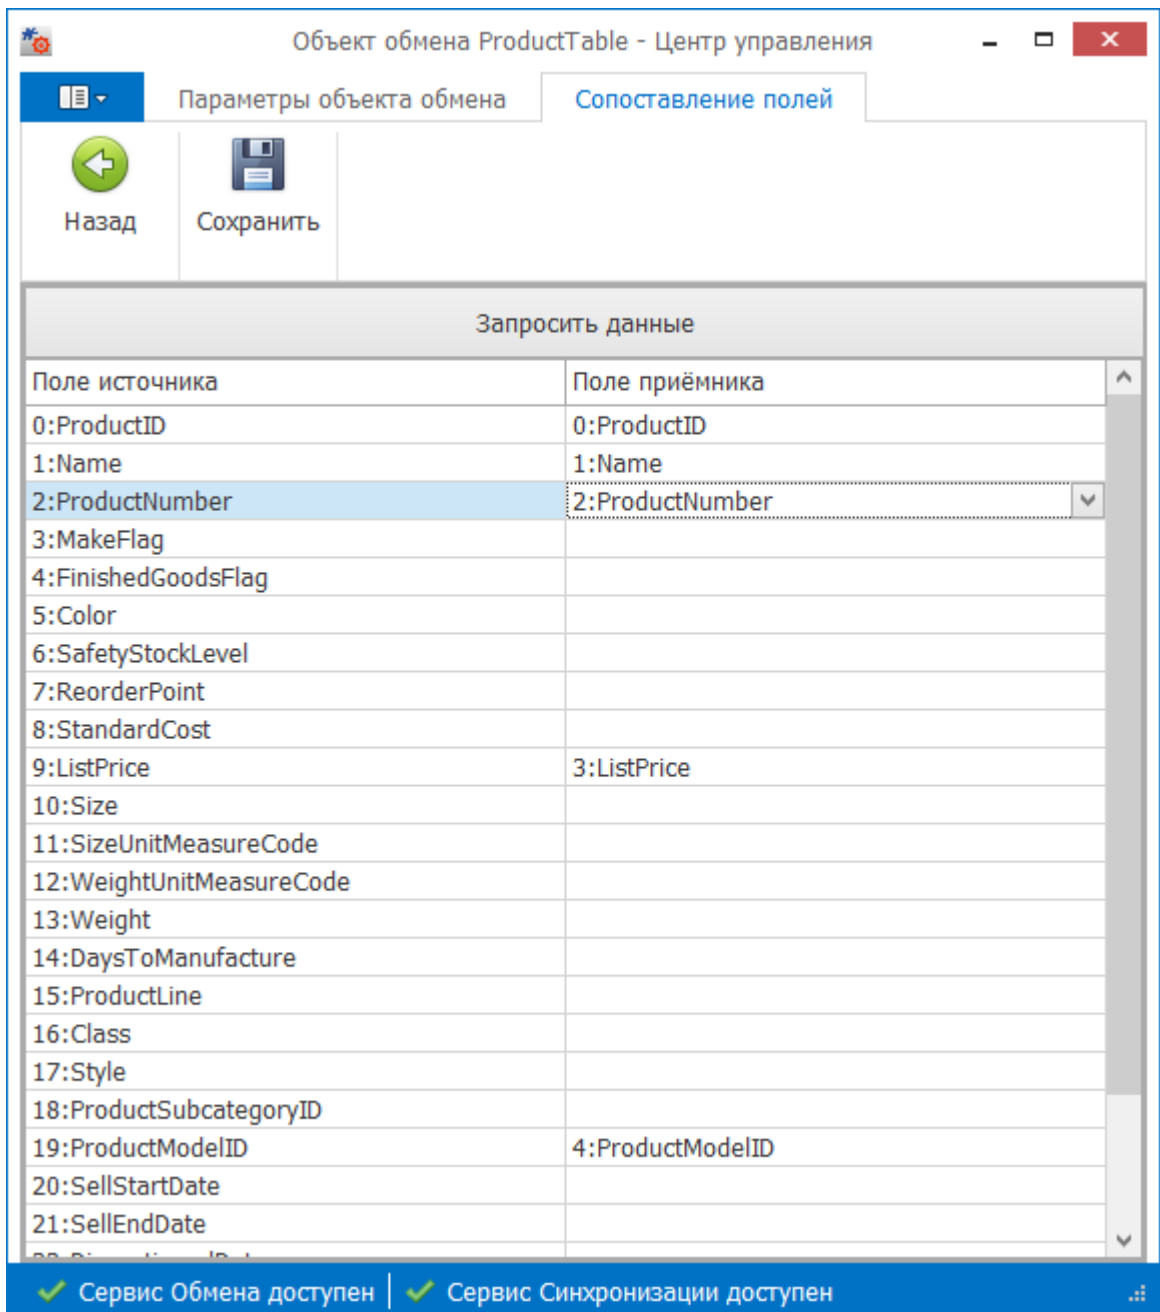 Объект обмена ProductTable - Центр управления
Параметры объекта обмена Сопоставление полей
Назад Сохранить
Запросить данные
Поле источника Поле приёмника
0:ProductID 0:ProductID
1:Name 1:Name
2:ProductNumber 2:ProductNumber
3:MakeFlag
4:FinishedGoodsFlag
5:Color
6:SafetyStockLevel
7:ReorderPoint
8:StandardCost
9:ListPrice 3:ListPrice
10:Size
11:SizeUnitMeasureCode
12:WeightUnitMeasureCode
13:Weight
14:DaysToManufacture
15:ProductLine
16:Class
17:Style
18:ProductSubcategoryID
19:ProductModelID 4:ProductModelID
20:SellStartDate
21:SellEndDate
Сервис Обмена доступен Сервис Синхронизации доступен